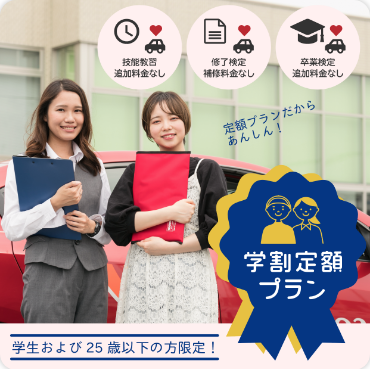 技能教習
追加料金なし
修了検定
補修料金なし
卒業検定
追加料金なし
定額プランだから
あんしん！
学割定額
プラン
学生および25歳以下の方限定！